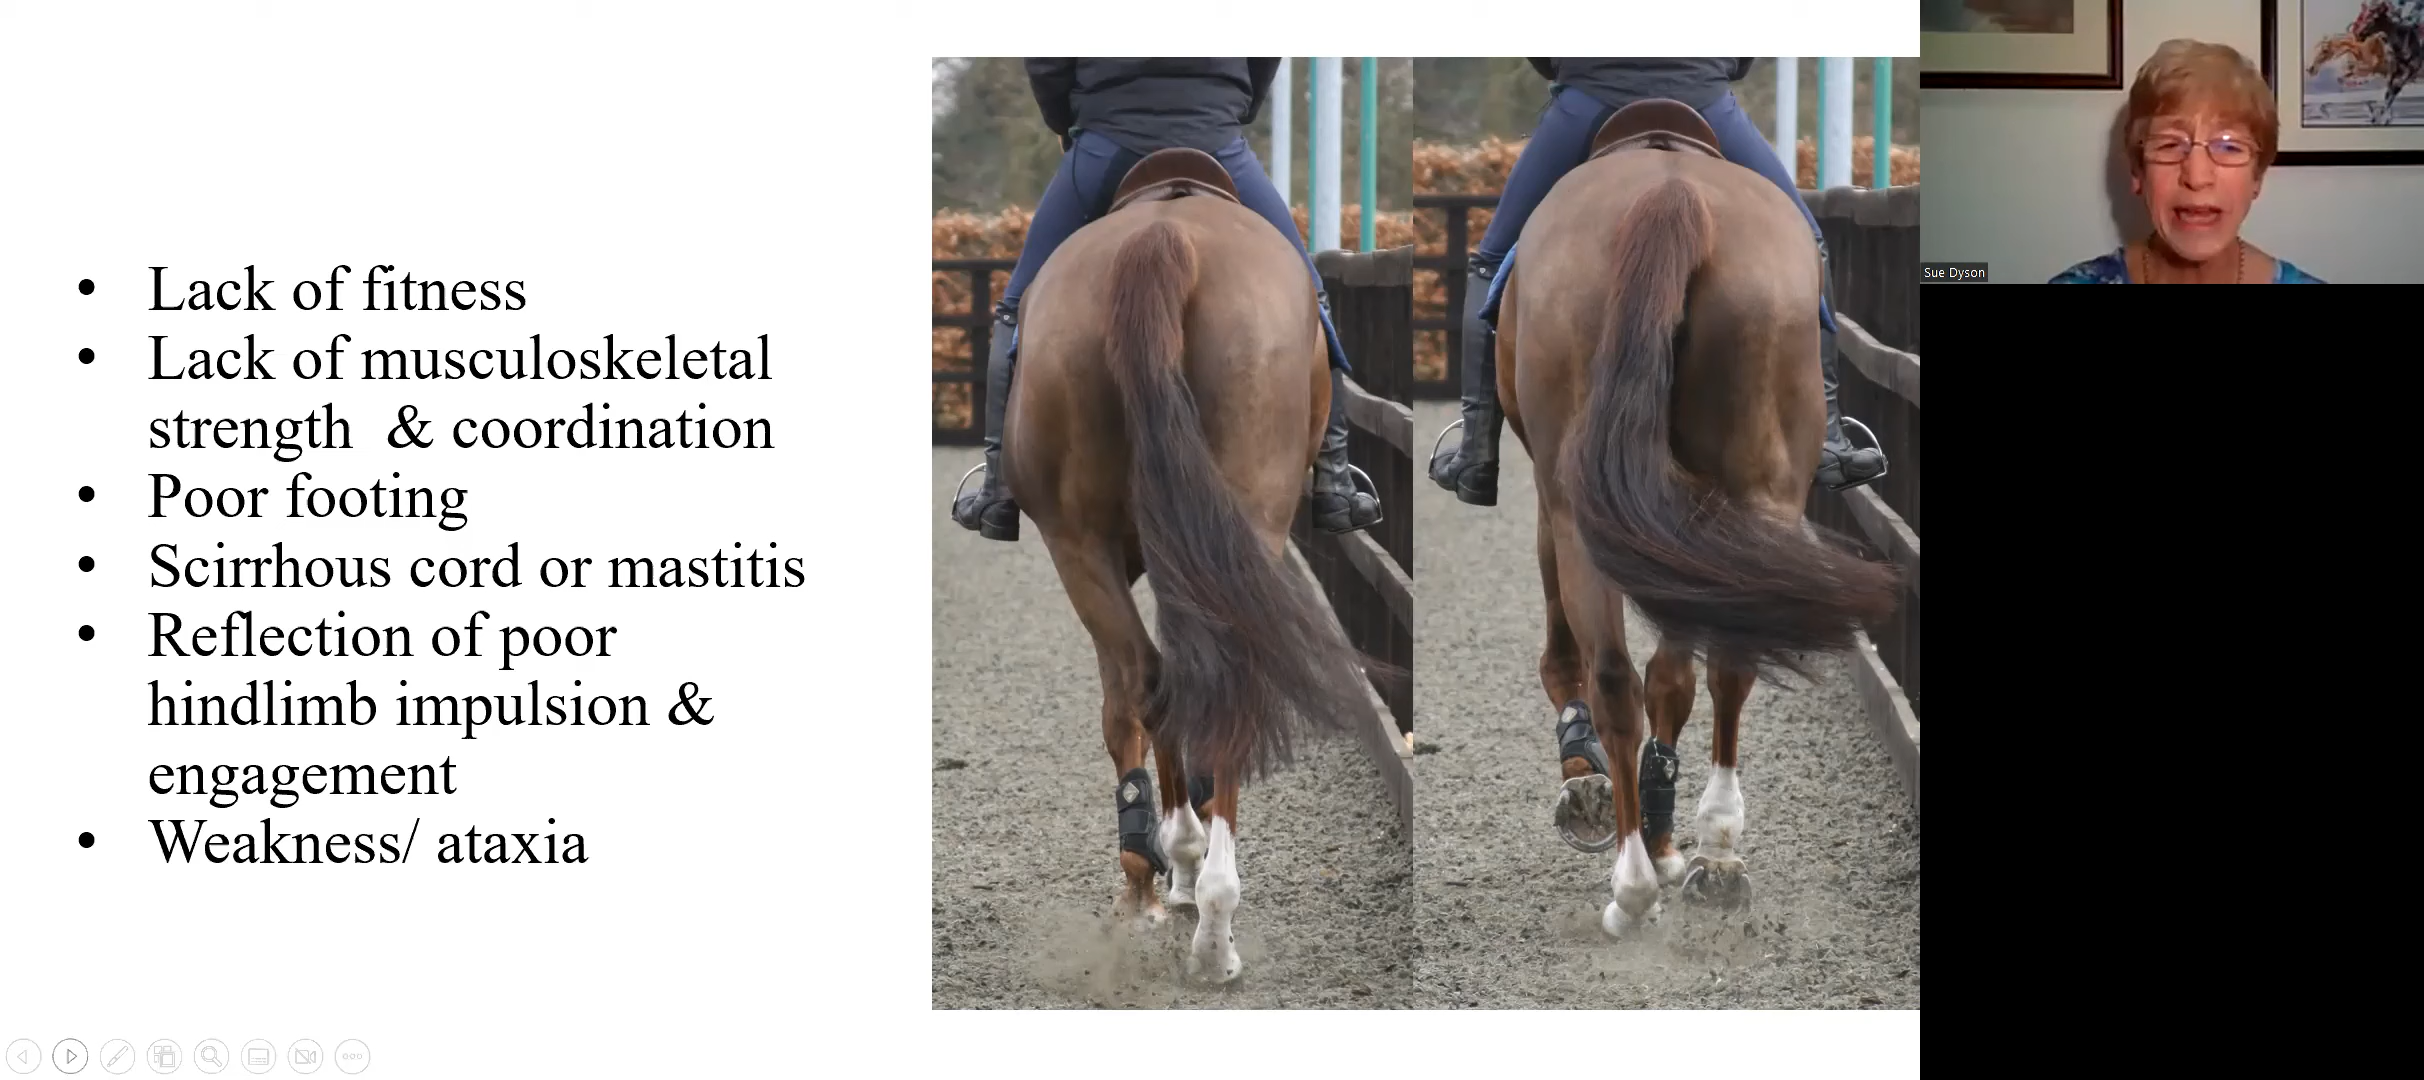 • Lack of fitness
• Lack of musculoskeletal
strength & coordination
• Poor footing
• Scirrhous cord or mastitis
• Reflection of poor
hindlimb impulsion &
engagement
• Weakness/ ataxia
Sue Dyson